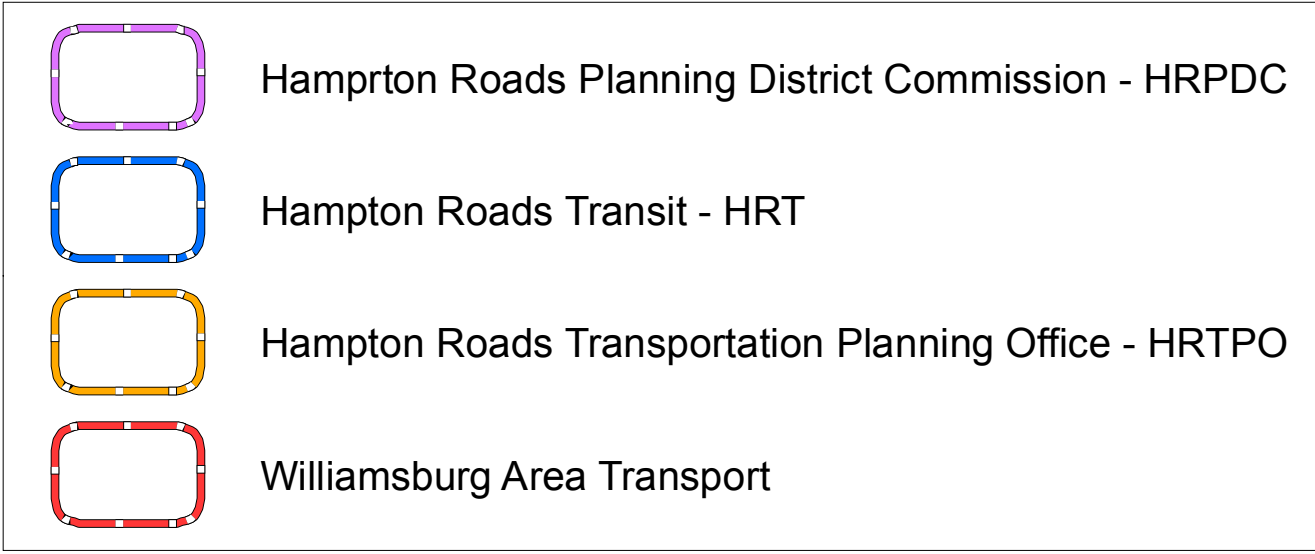 Hamprton Roads Planning District Commission - HRPDC
Hampton Roads Transit - HRT
Hampton Roads Transportation Planning Office - HRTPO
Williamsburg Area Transport